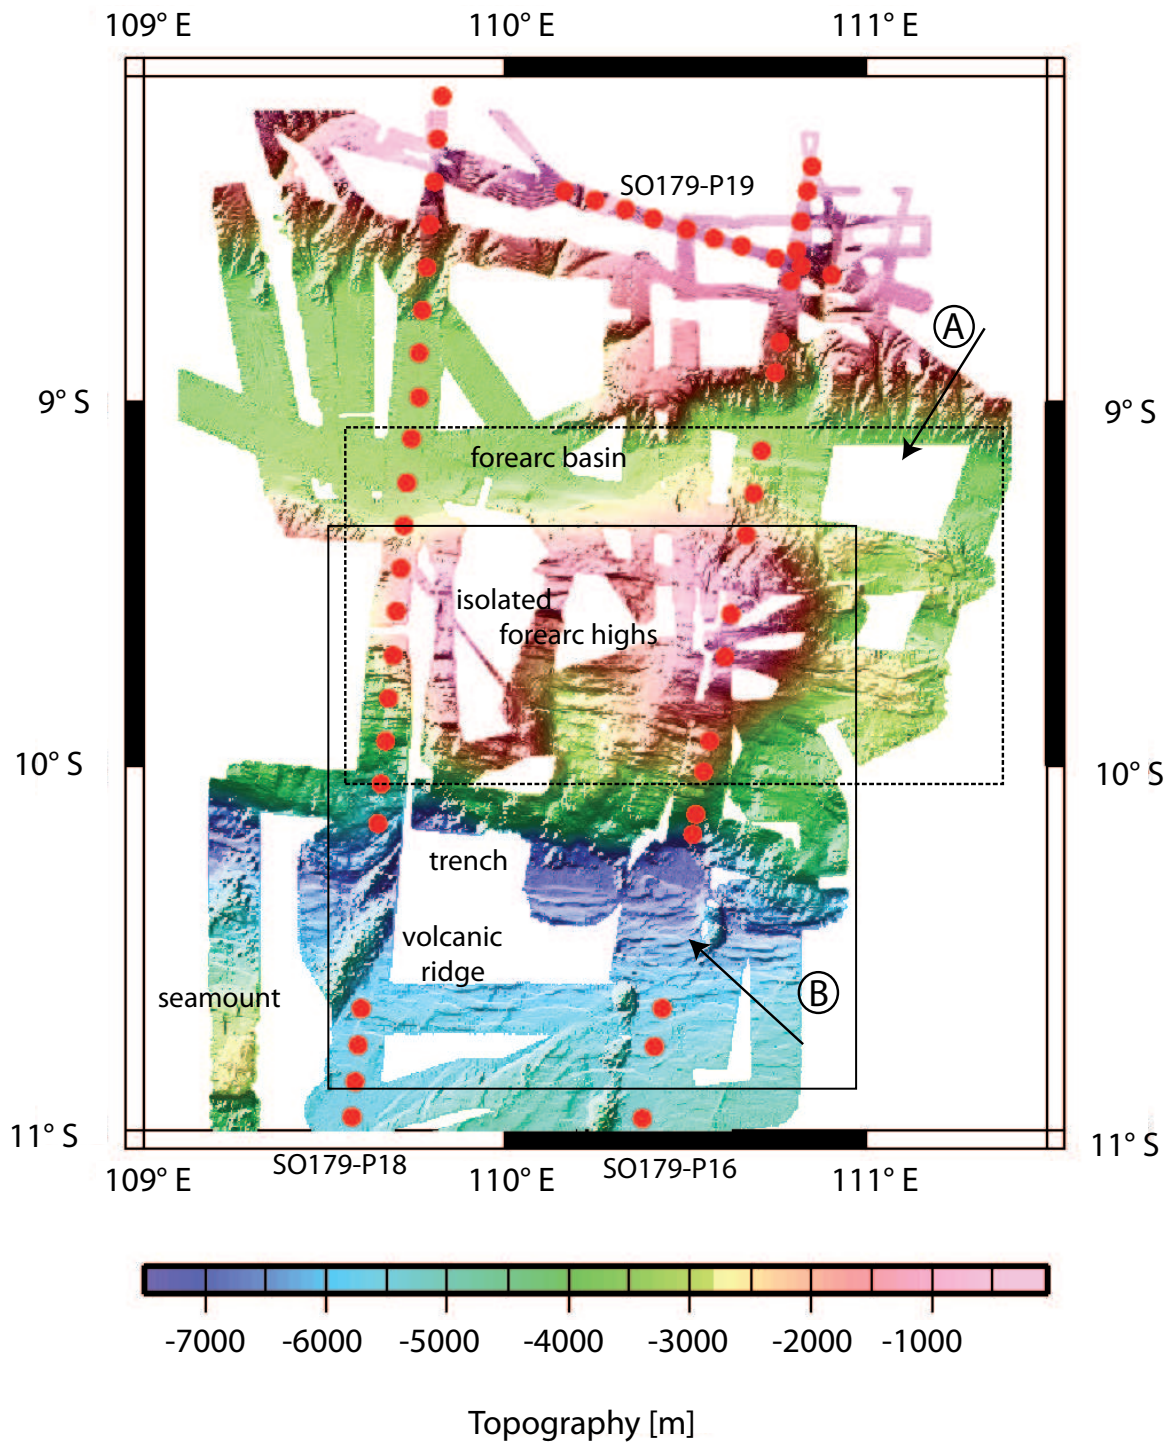 109° E 110° E 111° E
SO179-P19
A
9° S 9° S
forearc basin
isolated
forearc highs
10° S 10° S
trench
volcanic
ridge
seamount
B
11° S 11° S
SO179-P18 SO179-P16
109° E 110° E 111° E
-7000 -6000 -5000 -4000 -3000 -2000 -1000
Topography [m]